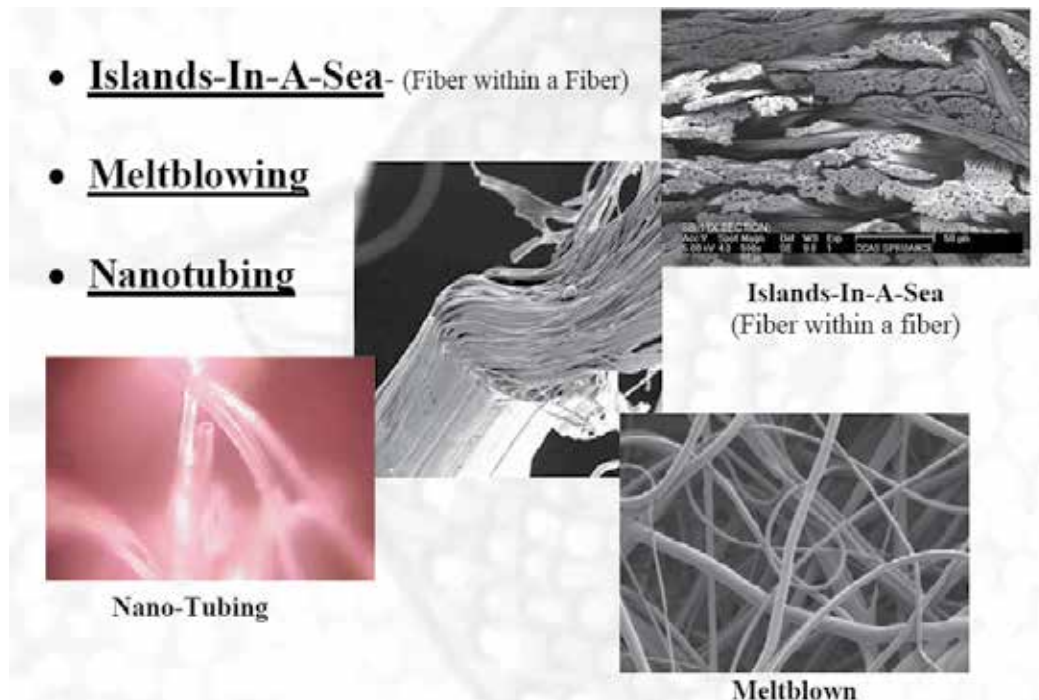 • Islands-In-A-Sea- (Fiber within a Fiber)
• Meltblowing
• Nanotubing
Islands-In-A-Sea
(Fiber within a fiber)
Nano-Tubing
Meltblown